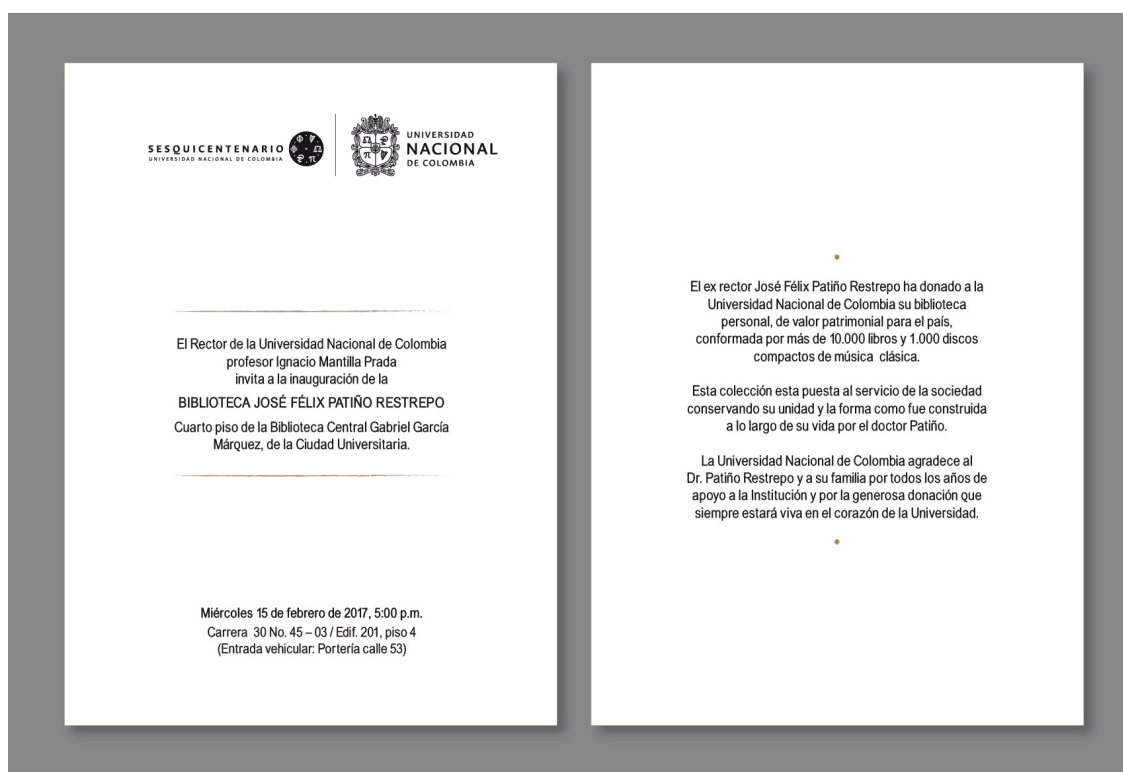 SESQUICENTENARIO
UNIVERSIDAD NACIONAL DE COLOMBIA
UNIVERSIDAD
NACIONAL
DE COLOMBIA
El Rector de la Universidad Nacional de Colombia
profesor Ignacio Mantilla Prada
invita a la inauguración de la
BIBLIOTECA JOSÉ FÉLIX PATIÑO RESTREPO
Cuarto piso de la Biblioteca Central Gabriel García
Márquez, de la Ciudad Universitaria.
Miércoles 15 de febrero de 2017, 5:00 p.m.
Carrera 30 No. 45 – 03 / Edif. 201, piso 4
(Entrada vehicular: Portería calle 53)
El ex rector José Félix Patiño Restrepo ha donado a la
Universidad Nacional de Colombia su biblioteca
personal, de valor patrimonial para el país,
conformada por más de 10.000 libros y 1.000 discos
compactos de música clásica.
Esta colección esta puesta al servicio de la sociedad
conservando su unidad y la forma como fue construida
a lo largo de su vida por el doctor Patiño.
La Universidad Nacional de Colombia agradece al
Dr. Patiño Restrepo y a su familia por todos los años de
apoyo a la Institución y por la generosa donación que
siempre estará viva en el corazón de la Universidad.